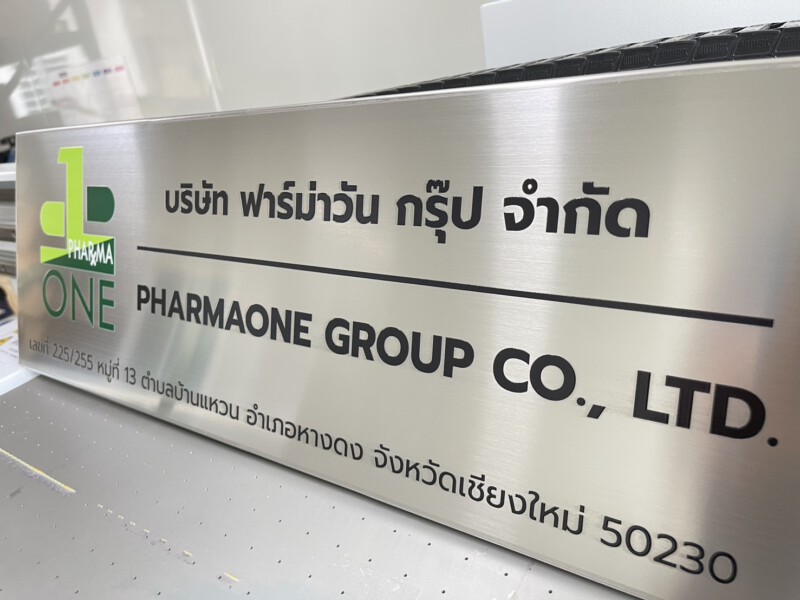 1
PHARMA
ONE
บริษัท ฟาร์ม่าวัน กรุ๊ป จำกัด
PHARMAONE GROUP CO., LTD.
เลขที่ 225/255 หมู่ที่ 13 ตำบลบ้านแหวน อำเภอหางดง จังหวัดเชียงใหม่ 50230